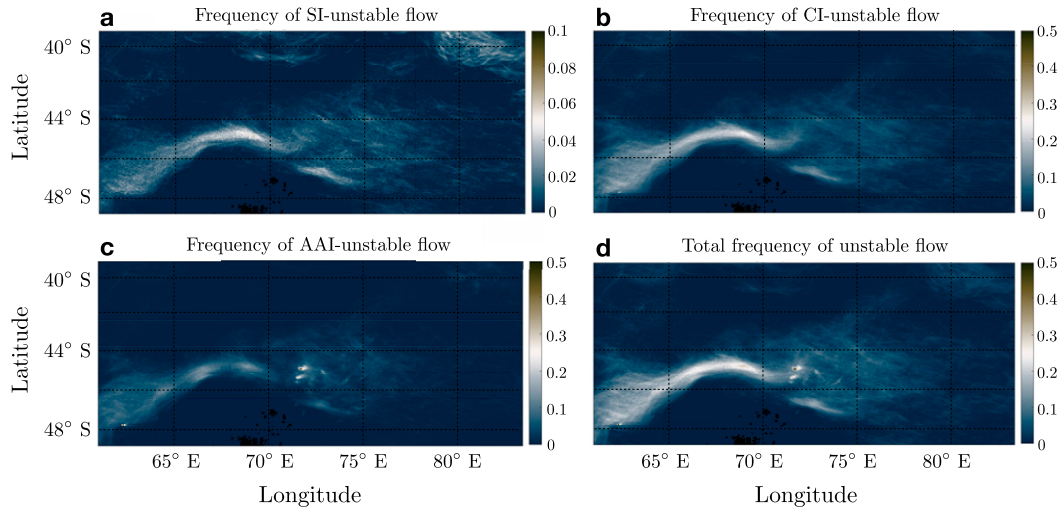 a Frequency of SI-unstable flow
40° S
44° S
48° S
Latitude
0.1
0.08
0.06
0.04
0.02
0
b Frequency of CI-unstable flow
0.5
0.4
0.3
0.2
0.1
0
c Frequency of AAI-unstable flow
40° S
44° S
48° S
Latitude
65° E 70° E 75° E 80° E
Longitude
0.5
0.4
0.3
0.2
0.1
0
d Total frequency of unstable flow
65° E 70° E 75° E 80° E
Longitude
0.5
0.4
0.3
0.2
0.1
0